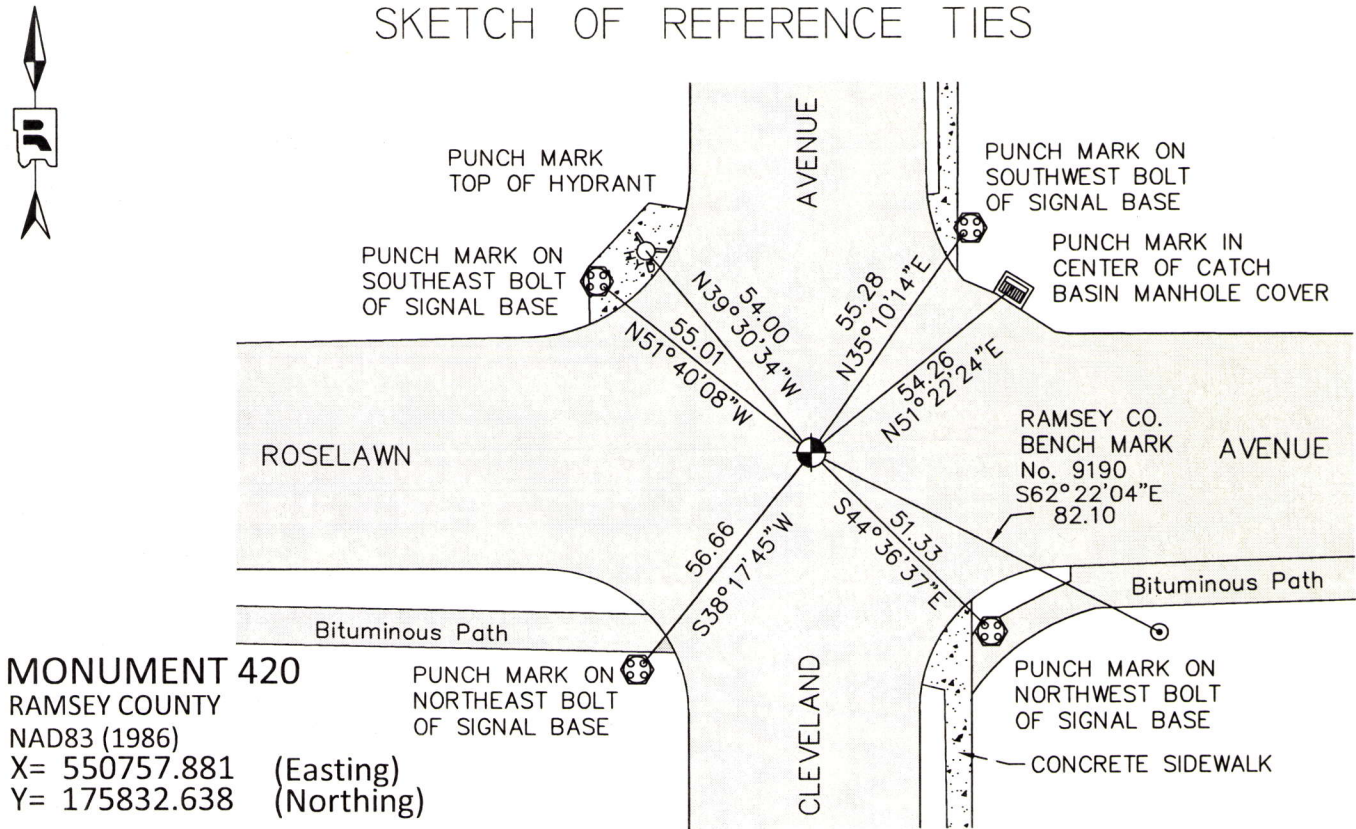 SKETCH OF REFERENCE TIES
R
AVENUE
PUNCH MARK
TOP OF HYDRANT
PUNCH MARK ON
SOUTHWEST BOLT
OF SIGNAL BASE
PUNCH MARK ON
SOUTHEAST BOLT
OF SIGNAL BASE
HYD
PUNCH MARK IN
CENTER OF CATCH
BASIN MANHOLE COVER
54.00
N39°30'34"W
55.01
N51°40'08"W
55.28
N35°10'14"E
54.26
N51°22'24"E
ROSELAWN
RAMSEY CO.
BENCH MARK
No. 9190
S62°22'04"E
82.10
AVENUE
56.66
S38°17'45"W
51.33
S44°36'37"E
Bituminous Path
Bituminous Path
MONUMENT 420
RAMSEY COUNTY
NAD83 (1986)
X= 550757.881 (Easting)
Y= 175832.638 (Northing)
PUNCH MARK ON
NORTHEAST BOLT
OF SIGNAL BASE
CLEVELAND
PUNCH MARK ON
NORTHWEST BOLT
OF SIGNAL BASE
CONCRETE SIDEWALK